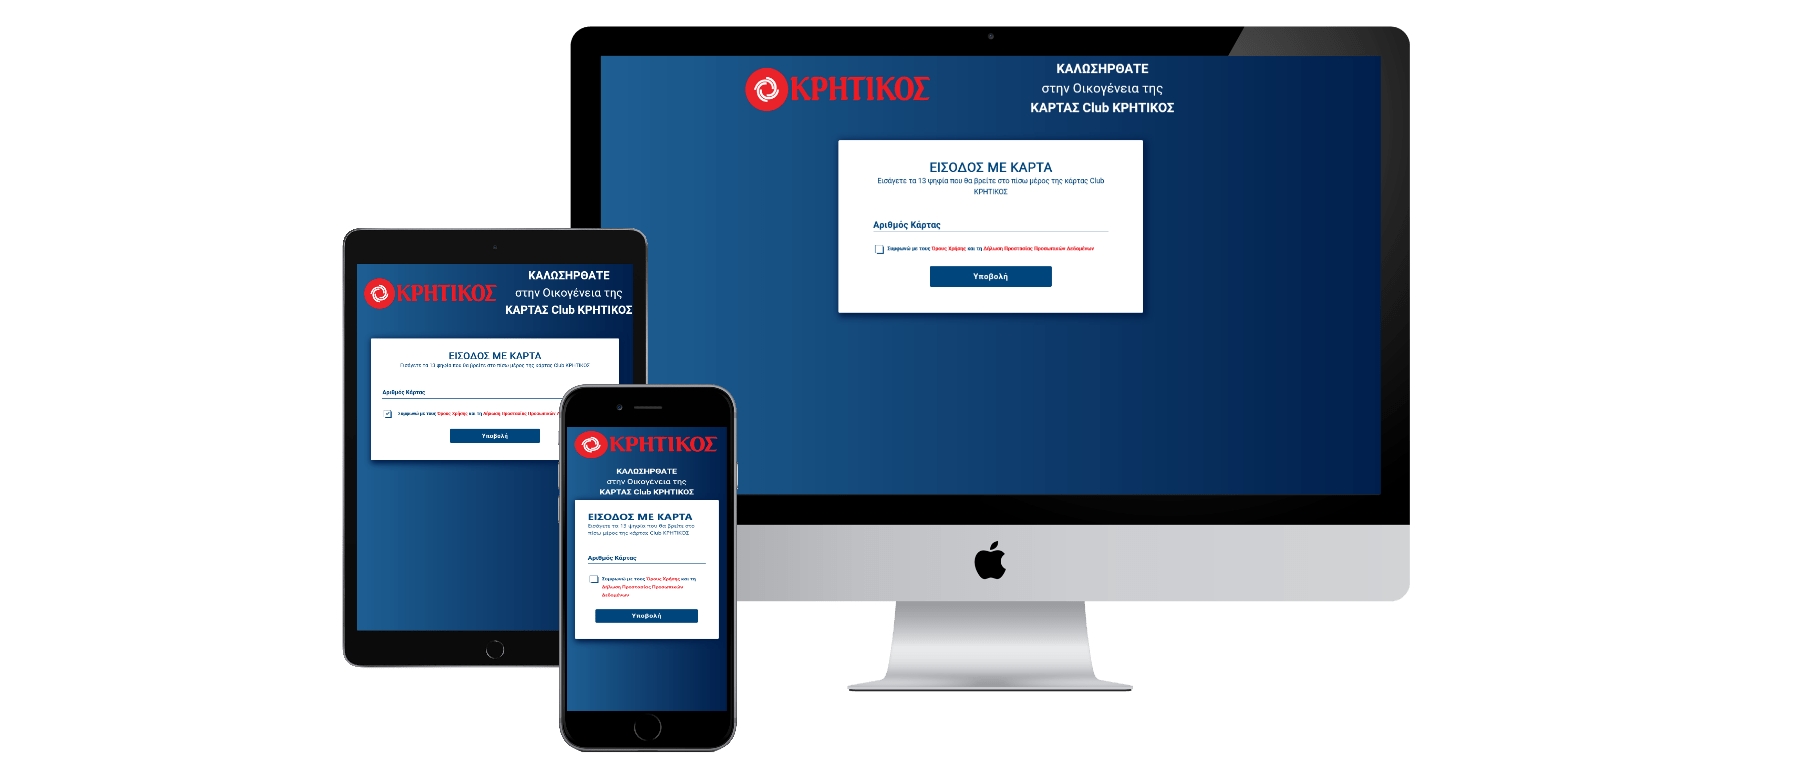 ΚΡΗΤΙΚΟΣ
ΚΑΛΩΣΗΡΘΑΤΕ
στην Οικογένεια της
ΚΑΡΤΑΣ Club ΚΡΗΤΙΚΟΣ
ΕΙΣΟΔΟΣ ΜΕ ΚΑΡΤΑ
Εισάγετε τα 13 ψηφία που θα βρείτε στο πίσω μέρος της κάρτας Club
ΚΡΗΤΙΚΟΣ
Αριθμός Κάρτας
Συμφωνώ με τους Όρους Χρήσης και τη Δήλωση Προστασίας Προσωπικών Δεδομένων
Υποβολή
ΚΡΗΤΙΚΟΣ
ΚΑΛΩΣΗΡΘΑΤΕ
στην Οικογένεια της
ΚΑΡΤΑΣ Club ΚΡΗΤΙΚΟΣ
ΕΙΣΟΔΟΣ ΜΕ ΚΑΡΤΑ
Εισάγετε τα 13 ψηφία που θα βρείτε στο πίσω μέρος της κάρτας Club ΚΡΗΤΙΚΟΣ
Αριθμός Κάρτας
Συμφωνώ με τους Όρους Χρήσης και τη Δήλωση Προστασίας Προσωπικών
Υποβολή
ΚΡΗΤΙΚΟΣ
ΚΑΛΩΣΗΡΘΑΤΕ
στην Οικογένεια της
ΚΑΡΤΑΣ Club ΚΡΗΤΙΚΟΣ
ΕΙΣΟΔΟΣ ΜΕ ΚΑΡΤΑ
Εισάγετε τα 13 ψηφία που θα βρείτε στο
πίσω μέρος της κάρτας Club ΚΡΗΤΙΚΟΣ
Αριθμός Κάρτας
Συμφωνώ με τους Όρους Χρήσης και τη
Δήλωση Προστασίας Προσωπικών
Δεδομένων
Υποβολή